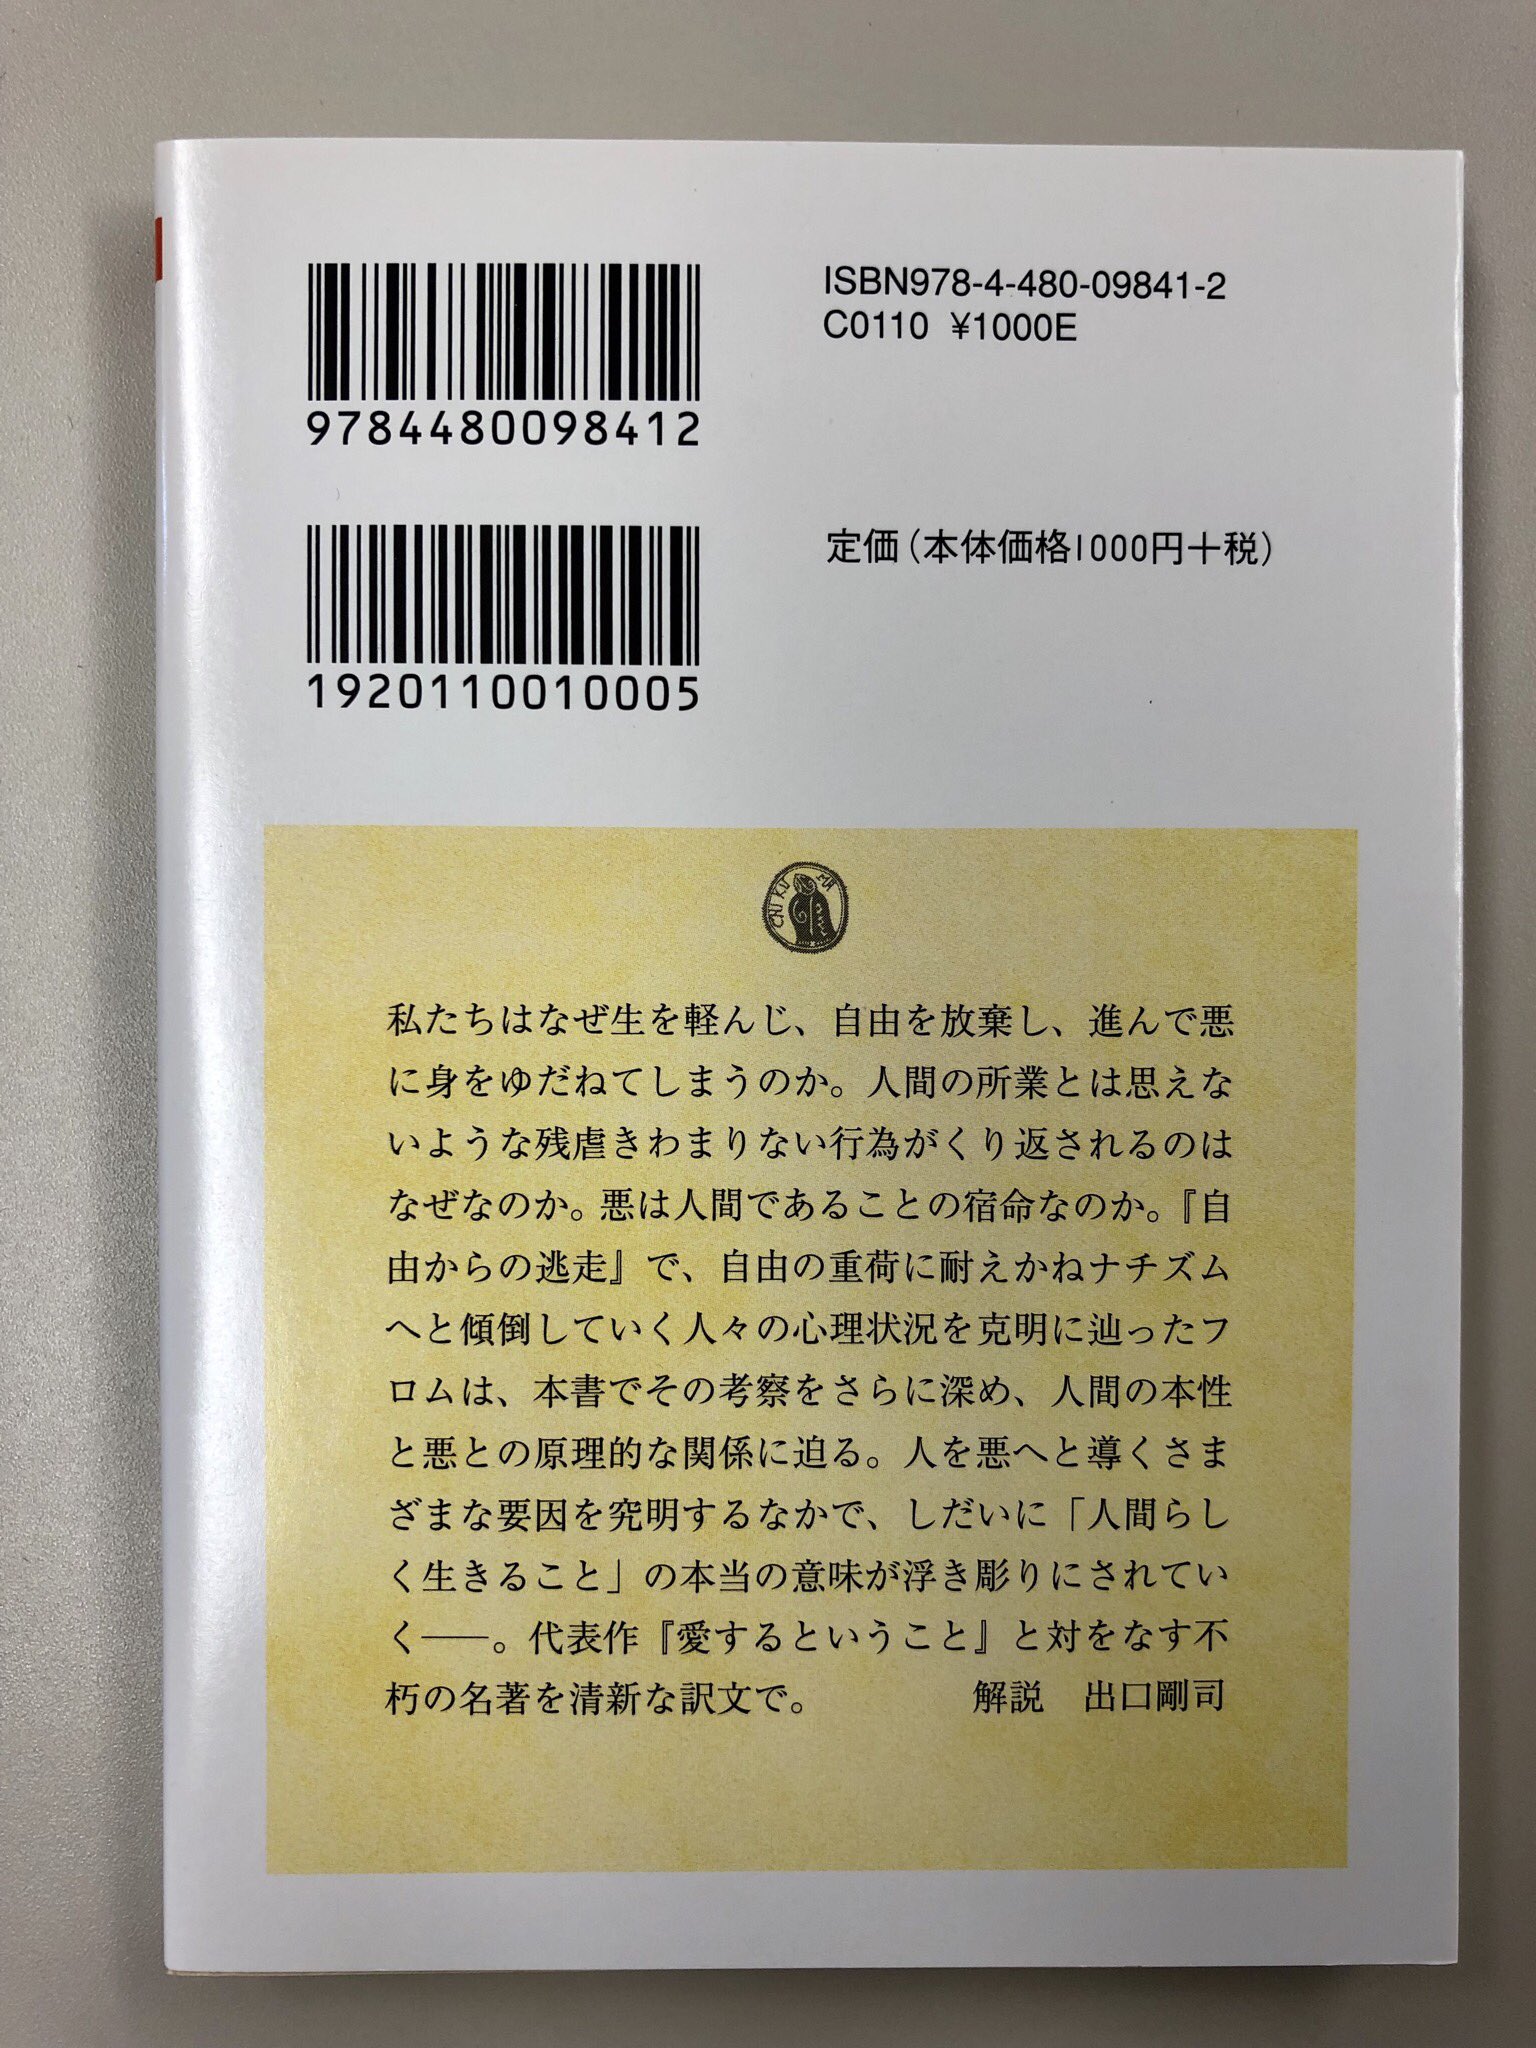 9784480098412
ISBN978-4-480-09841-2
C0110 ¥1000E
1920110010005
定価(本体価格1000円+税)
CHIKUMA
私たちはなぜ生を軽んじ、自由を放棄し、進んで悪
に身をゆだねてしまうのか。人間の所業とは思えな
いような残虐きわまりない行為がくり返されるのは
なぜなのか。悪は人間であることの宿命なのか。『自
由からの逃走』で、自由の重荷に耐えかねナチズム
へと傾倒していく人々の心理状況を克明に辿ったフ
ロムは、本書でその考察をさらに深め、人間の本性
と悪との原理的な関係に迫る。人を悪へと導くさま
ざまな要因を究明するなかで、しだいに「人間らし
く生きること」の本当の意味が浮き彫りにされてい
く――。代表作『愛するということ』と対をなす不
朽の名著を清新な訳文で。 解説 出口剛司